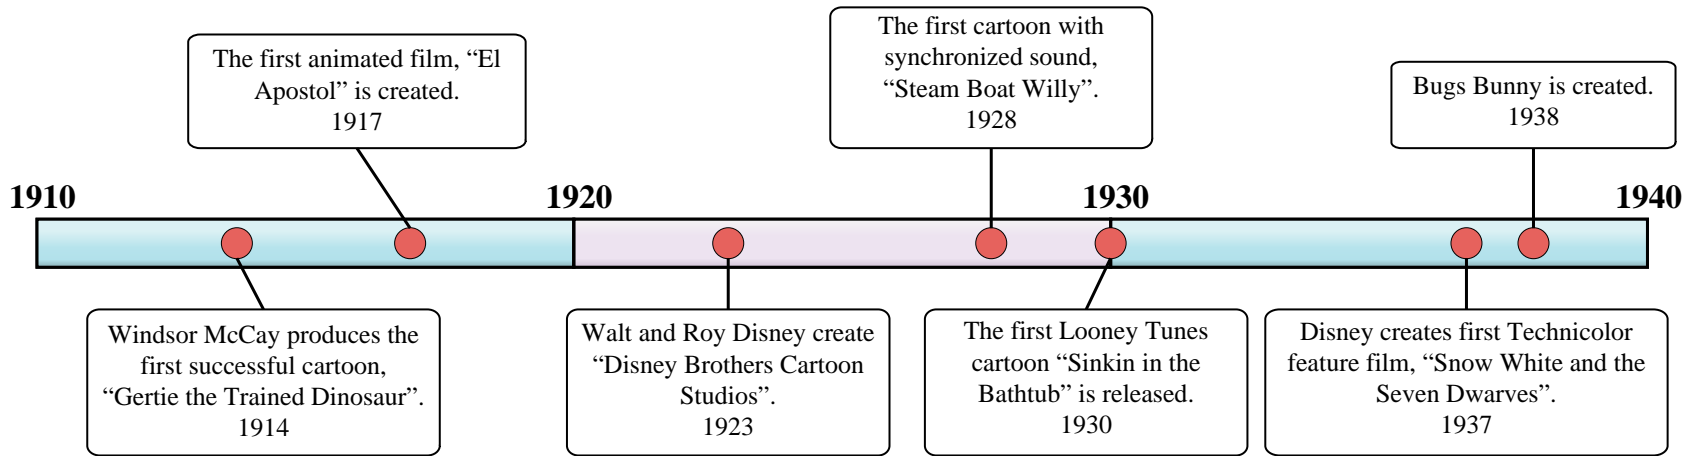 The first animated film, “El
Apostol” is created.
1917
The first cartoon with
synchronized sound,
“Steam Boat Willy”.
1928
Bugs Bunny is created.
1938
1910
1920
1930
1940
Windsor McCay produces the
first successful cartoon,
“Gertie the Trained Dinosaur”.
1914
Walt and Roy Disney create
“Disney Brothers Cartoon
Studios”.
1923
The first Looney Tunes
cartoon “Sinkin in the
Bathtub” is released.
1930
Disney creates first Technicolor
feature film, “Snow White and the
Seven Dwarves”.
1937